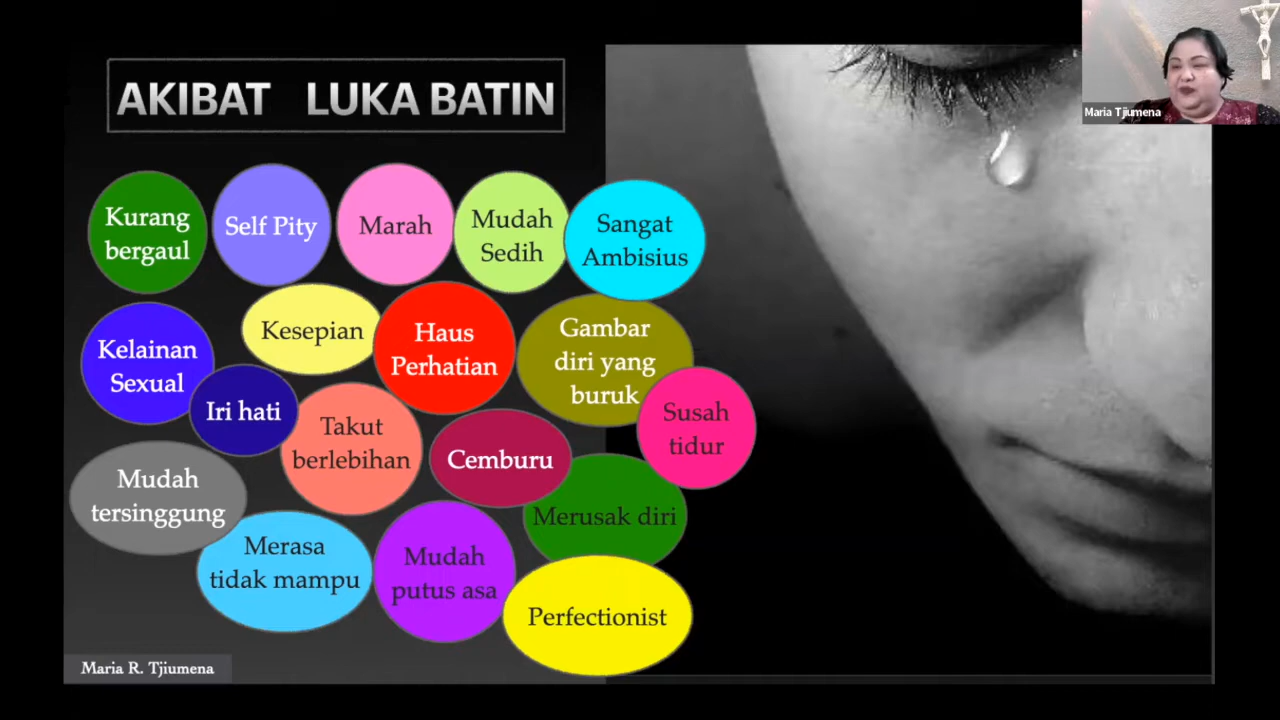 AKIBAT LUKA BATIN
Maria Tjiumena
Kurang
bergaul
Self Pity
Marah
Mudah
Sedih
Sangat
Ambisius
Kelainan
Sexual
Kesepian
Haus
Perhatian
Gambar
diri yang
buruk
Iri hati
Takut
berlebihan
Cemburu
Susah
tidur
Mudah
tersinggung
Merusak diri
Merasa
tidak mampu
Mudah
putus asa
Perfectionist
Maria R. Tjiumena